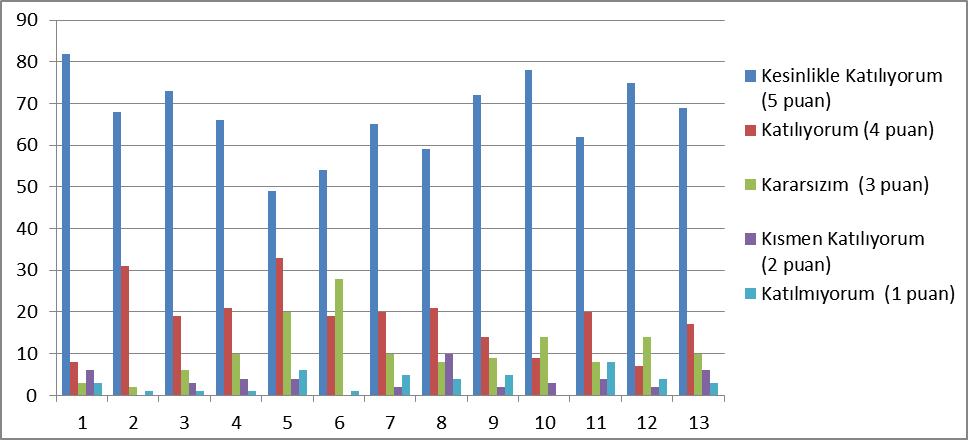 90
80
70
60
50
40
30
20
10
0
1 2 3 4 5 6 7 8 9 10 11 12 13
Kesinlikle Katılıyorum
(5 puan)
Katılıyorum (4 puan)
Kararsızım  (3 puan)
Kısmen Katılıyorum
(2 puan)
Katılmıyorum  (1 puan)